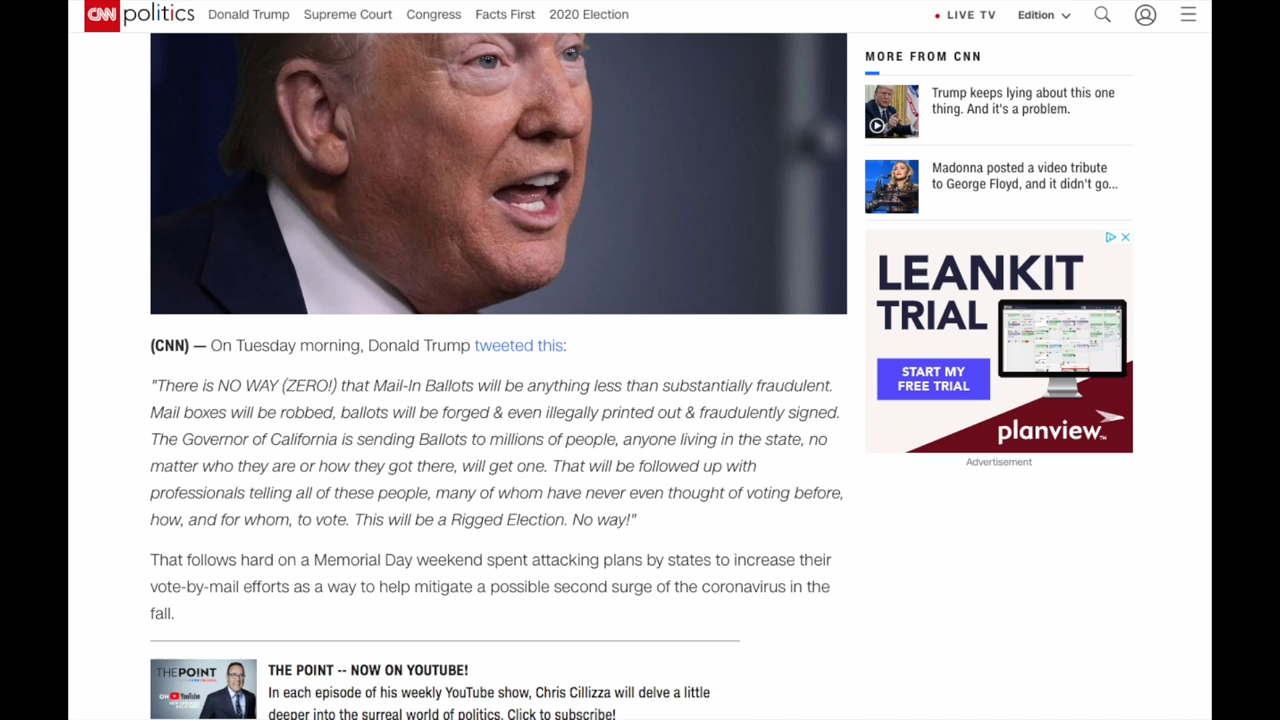 CNN politics Donald Trump Supreme Court Congress Facts First 2020 Election LIVE TV Edition
(CNN) — On Tuesday morning, Donald Trump tweeted this:
"There is NO WAY (ZERO!) that Mail-In Ballots will be anything less than substantially fraudulent.
Mail boxes will be robbed, ballots will be forged & even illegally printed out & fraudulently signed.
The Governor of California is sending Ballots to millions of people, anyone living in the state, no
matter who they are or how they got there, will get one. That will be followed up with
professionals telling all of these people, many of whom have never even thought of voting before,
how, and for whom, to vote. This will be a Rigged Election. No way!"
That follows hard on a Memorial Day weekend spent attacking plans by states to increase their
vote-by-mail efforts as a way to help mitigate a possible second surge of the coronavirus in the
fall.
THE POINT
ON YouTube
THE POINT -- NOW ON YOUTUBE!
In each episode of his weekly YouTube show, Chris Cillizza will delve a little
deeper into the surreal world of politics. Click to subscribe!
MORE FROM CNN
Trump keeps lying about this one
thing. And it's a problem.
Madonna posted a video tribute
to George Floyd, and it didn't go...
LEANKIT
TRIAL
START MY
FREE TRIAL
planview™
Advertisement